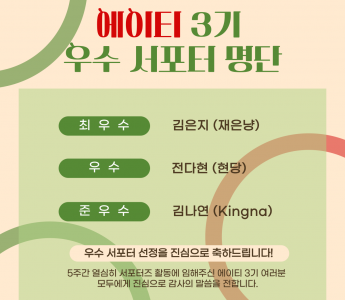 에이티 3기
우수 서포터 명단
최우수 김은지 (재은냥)
우수 전다현 (현당)
준우수 김나연 (Kingna)
우수 서포터 선정을 진심으로 축하드립니다!
5주간 열심히 서포터즈 활동에 임해주신 에이티 3기 여러분
모두에게 진심으로 감사의 말씀을 전합니다.